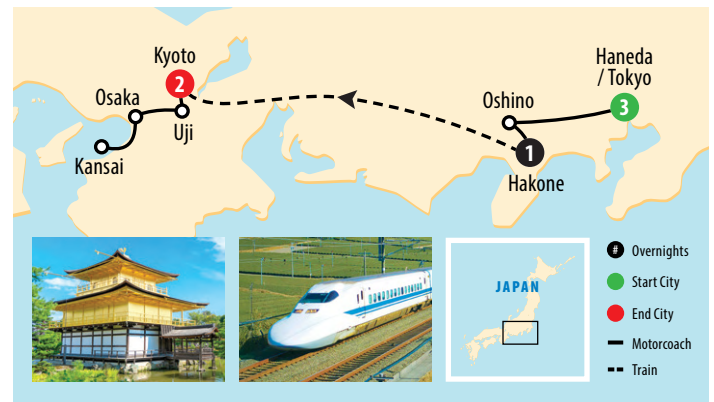 Kyoto
2
Osaka
Uji
Kansai
Haneda
/ Tokyo
3
Oshino
1
Hakone
JAPAN
# Overnights
Start City
End City
Motorcoach
Train